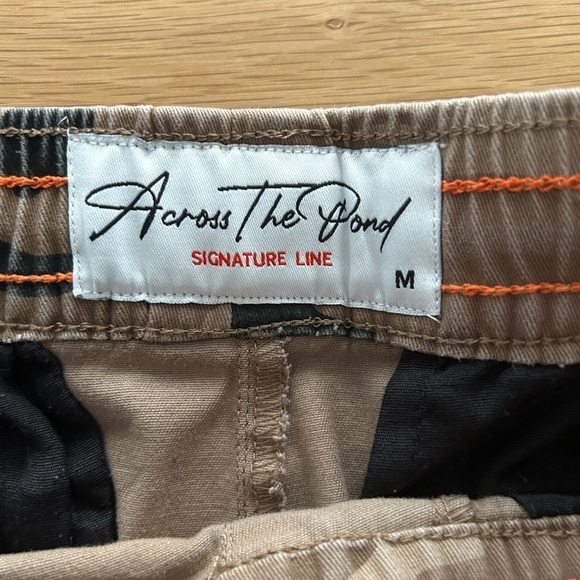 Across The Pond
SIGNATURE LINE
M